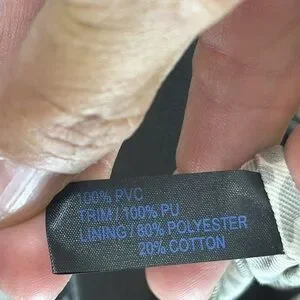 100% PVC
TRIM / 100% PU
LINING / 80% POLYESTER
20% COTTON